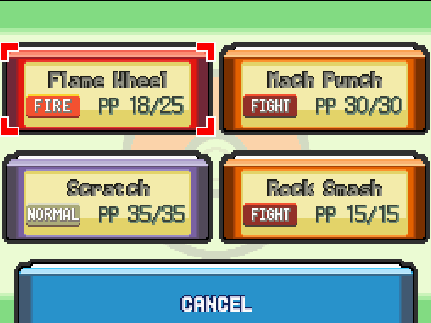 Flame Wheel
FIRE PP 18/25
Mach Punch
FIGHT PP 30/30
Scratch
NORMAL PP 35/35
Rock Smash
FIGHT PP 15/15
CANCEL